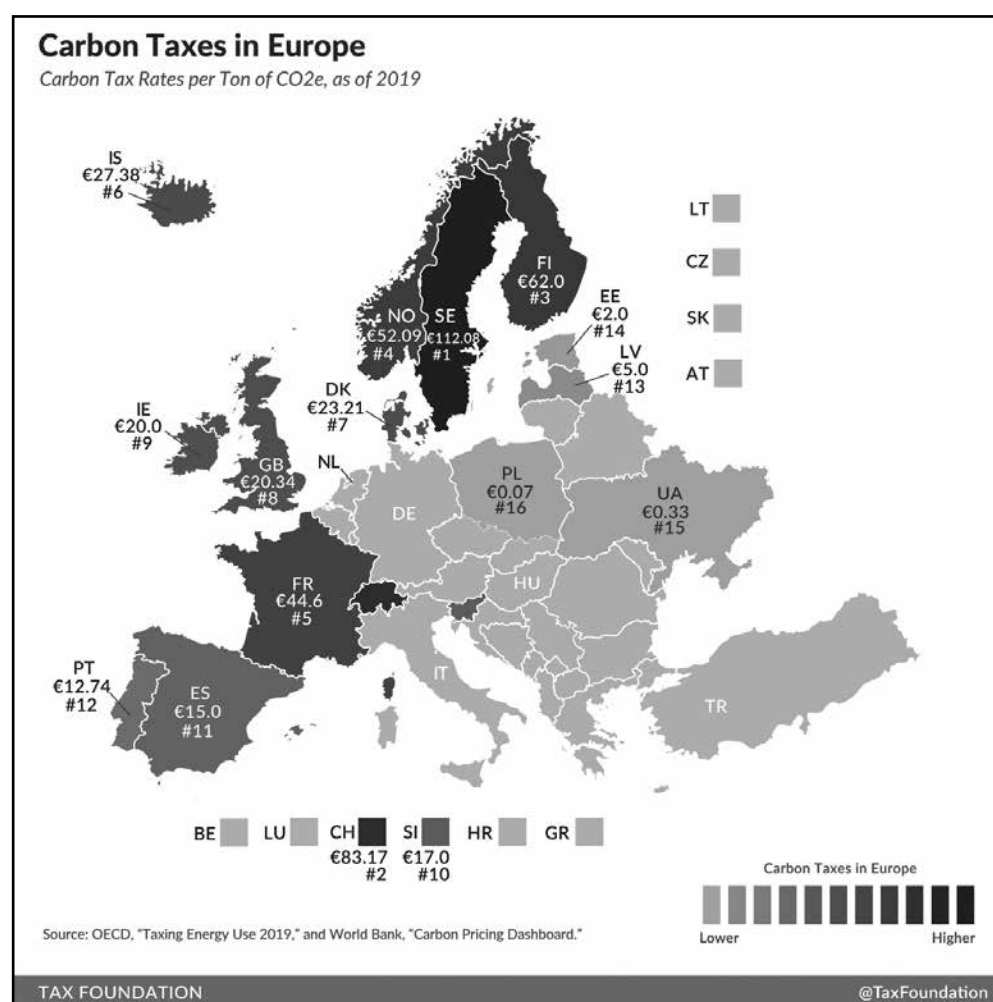 Carbon Taxes in Europe
Carbon Tax Rates per Ton of CO2e, as of 2019
IS
€27.38
#6
LT
CZ
SK
AT
FI
€62.0
#3
EE
€2.0
#14
NO
€52.09
#4
SE
€112.08
#1
LV
€5.0
#13
DK
€23.21
#7
IE
€20.0
#9
GB
€20.34
#8
NL
DE
PL
€0.07
#16
UA
€0.33
#15
FR
€44.6
#5
HU
PT
€12.74
#12
ES
€15.0
#11
IT
TR
BE
LU
CH
€83.17
#2
SI
€17.0
#10
HR
GR
Carbon Taxes in Europe
Lower
Higher
Source: OECD, "Taxing Energy Use 2019," and World Bank, "Carbon Pricing Dashboard."
TAX FOUNDATION
@TaxFoundation